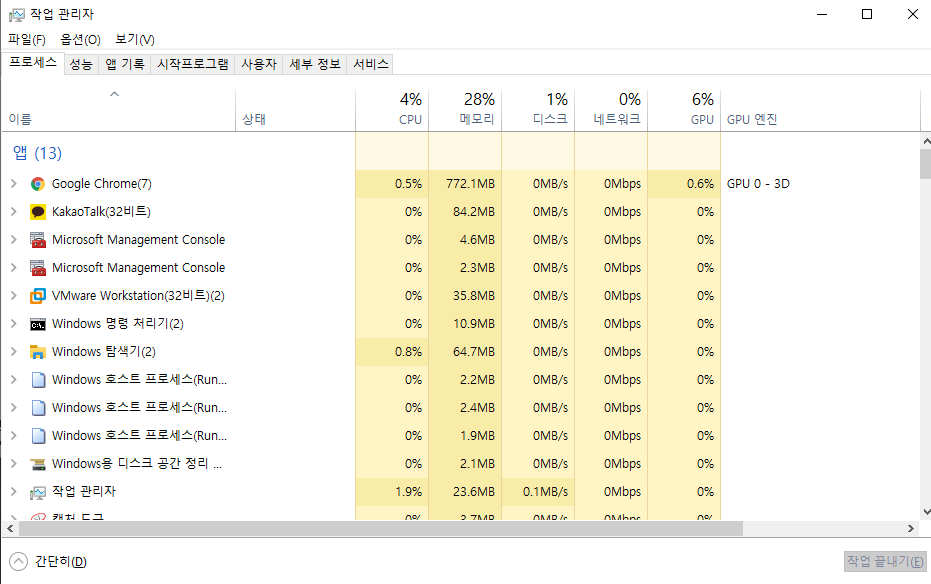 작업 관리자
파일(F) 옵션(O) 보기(V)
프로세스 성능 앱 기록 시작프로그램 사용자 세부 정보 서비스
4% 28% 1% 0% 6%
이름 상태 CPU 메모리 디스크 네트워크 GPU GPU 엔진
앱 (13)
Google Chrome(7) 0.5% 772.1MB 0MB/s 0Mbps 0.6% GPU 0 - 3D
KakaoTalk(32비트) 0% 84.2MB 0MB/s 0Mbps 0%
Microsoft Management Console 0% 4.6MB 0MB/s 0Mbps 0%
Microsoft Management Console 0% 2.3MB 0MB/s 0Mbps 0%
VMware Workstation(32비트)(2) 0% 35.8MB 0MB/s 0Mbps 0%
C:\. Windows 명령 처리기(2) 0% 10.9MB 0MB/s 0Mbps 0%
Windows 탐색기(2) 0.8% 64.7MB 0MB/s 0Mbps 0%
Windows 호스트 프로세스(Run... 0% 2.2MB 0MB/s 0Mbps 0%
Windows 호스트 프로세스(Run... 0% 2.4MB 0MB/s 0Mbps 0%
Windows 호스트 프로세스(Run... 0% 1.9MB 0MB/s 0Mbps 0%
Windows용 디스크 공간 정리 ... 0% 2.1MB 0MB/s 0Mbps 0%
작업 관리자 1.9% 23.6MB 0.1MB/s 0Mbps 0%
캡처 도구 0% 3.7MB 0MB/s 0Mbps 0%
간단히(D) 작업 끝내기(E)